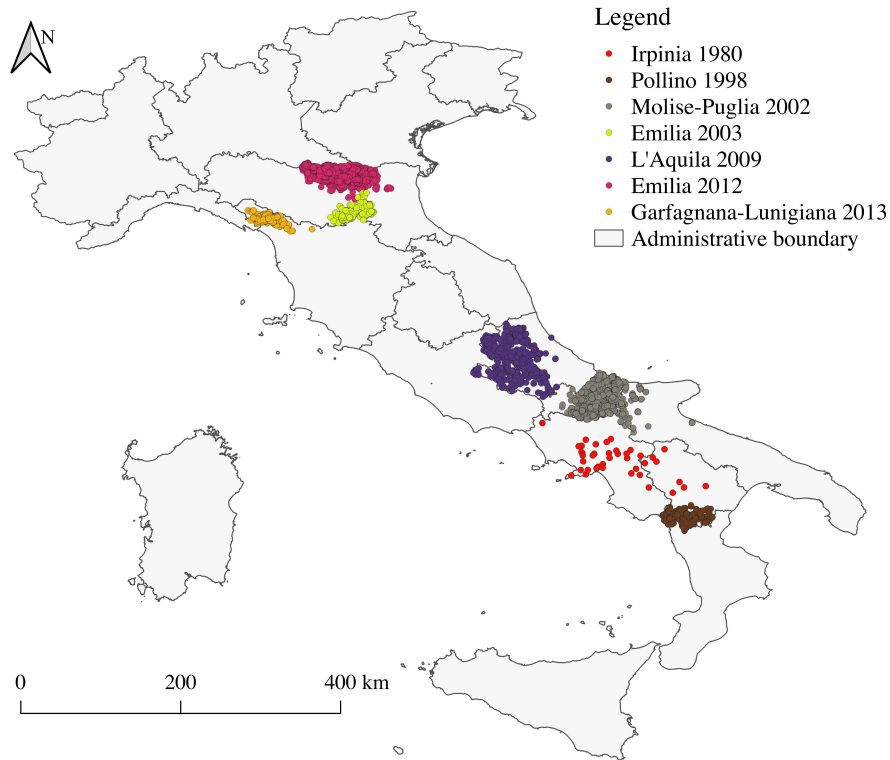 N
Legend
Irpinia 1980
Pollino 1998
Molise-Puglia 2002
Emilia 2003
L'Aquila 2009
Emilia 2012
Garfagnana-Lunigiana 2013
Administrative boundary
0 200 400 km